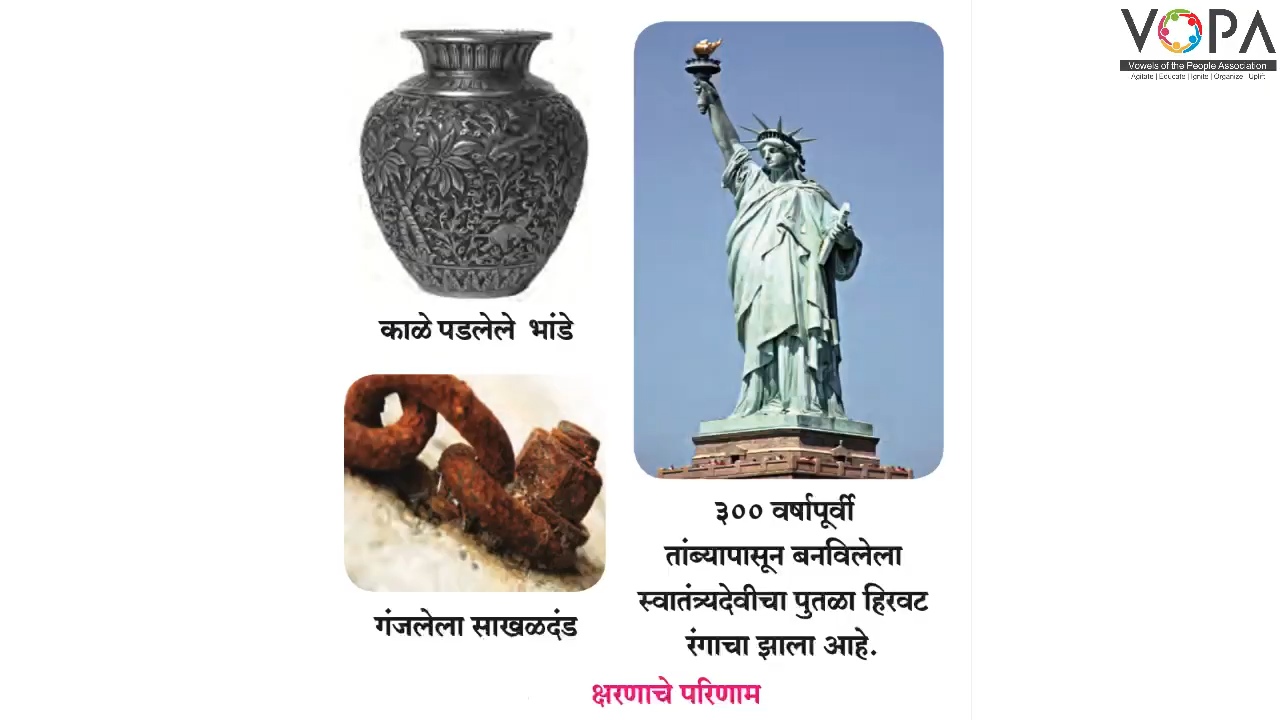 VOPA
Vowels of the People Association
Agitate | Educate | Ignite | Organize | Uplift
काळे पडलेले भांडे
गंजलेला साखळदंड
३०० वर्षापूर्वी
तांब्यापासून बनविलेला
स्वातंत्र्यदेवीचा पुतळा हिरवट
रंगाचा झाला आहे.
क्षरणाचे परिणाम